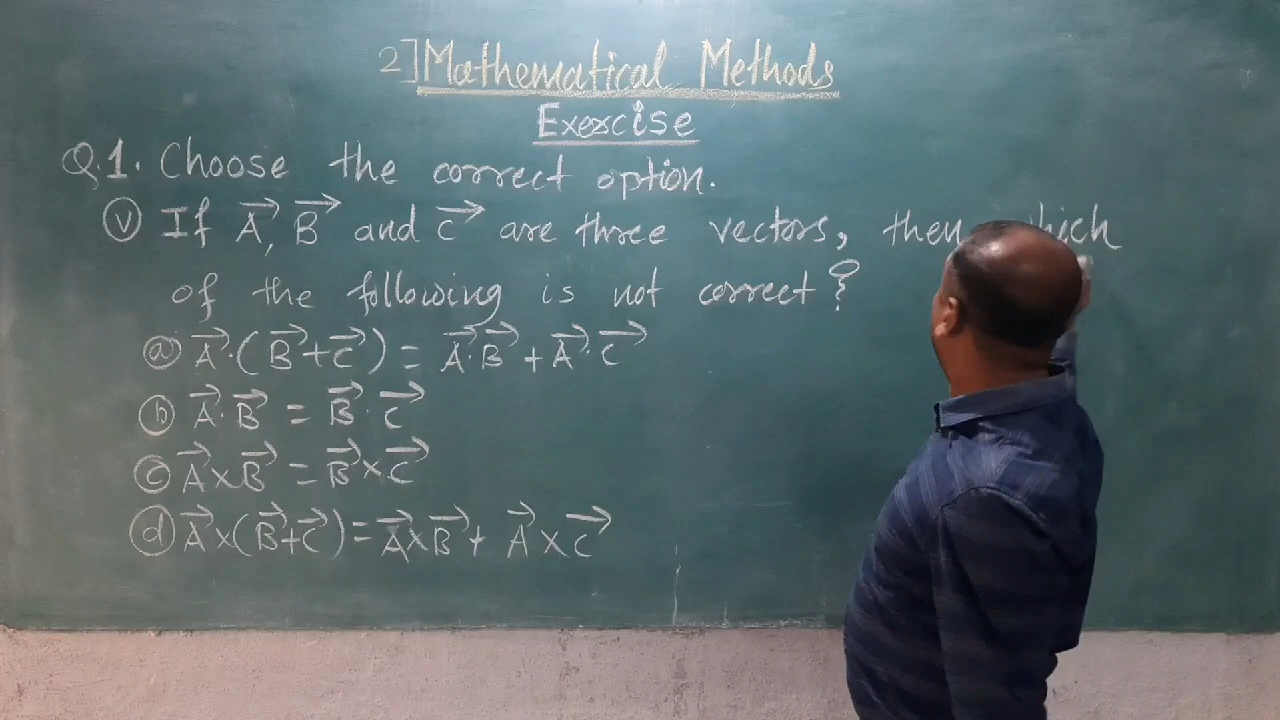 2] Mathematical Methods
Exercise
Q.1. Choose the correct option.
(v) If A⃗, B⃗ and C⃗ are three vectors, then which
of the following is not correct?
(a) A⃗·(B⃗+C⃗) = A⃗·B⃗ + A⃗·C⃗
(b) A⃗·B⃗ = B⃗·C⃗
(c) A⃗×B⃗ = B⃗×C⃗
(d) A⃗×(B⃗+C⃗) = A⃗×B⃗ + A⃗×C⃗